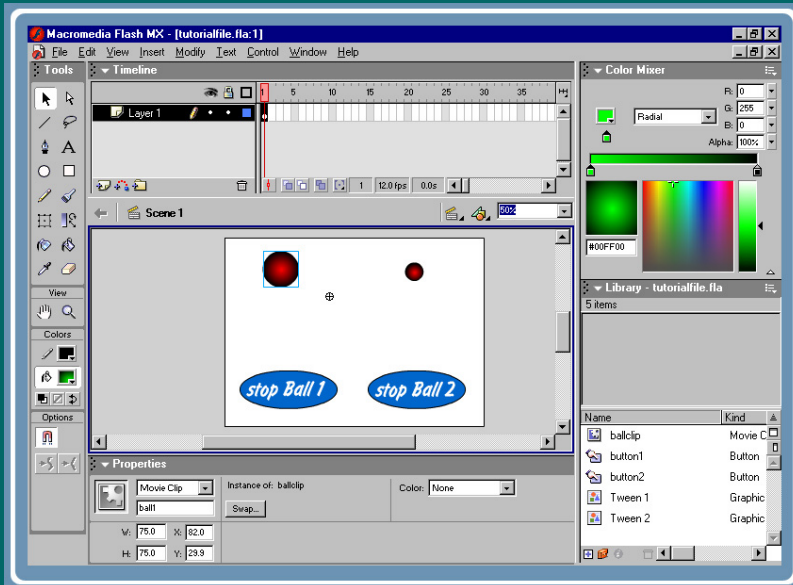 Macromedia Flash MX - [tutorialfile.fla:1]
File Edit View Insert Modify Text Control Window Help
Tools
Timeline
1 5 10 15 20 25 30 35
Layer 1
1 12.0 fps 0.0s
Scene 1
50%
View
Colors
Options
stop Ball 1
stop Ball 2
Properties
Movie Clip
Instance of: ballclip
Color: None
ball1
Swap...
W: 75.0 X: 82.0
H: 75.0 Y: 29.9
Color Mixer
R: 0
Radial
G: 255
B: 0
Alpha: 100%
#00FF00
Library - tutorialfile.fla
5 items
Name Kind
ballclip Movie C
button1 Button
button2 Button
Tween 1 Graphic
Tween 2 Graphic